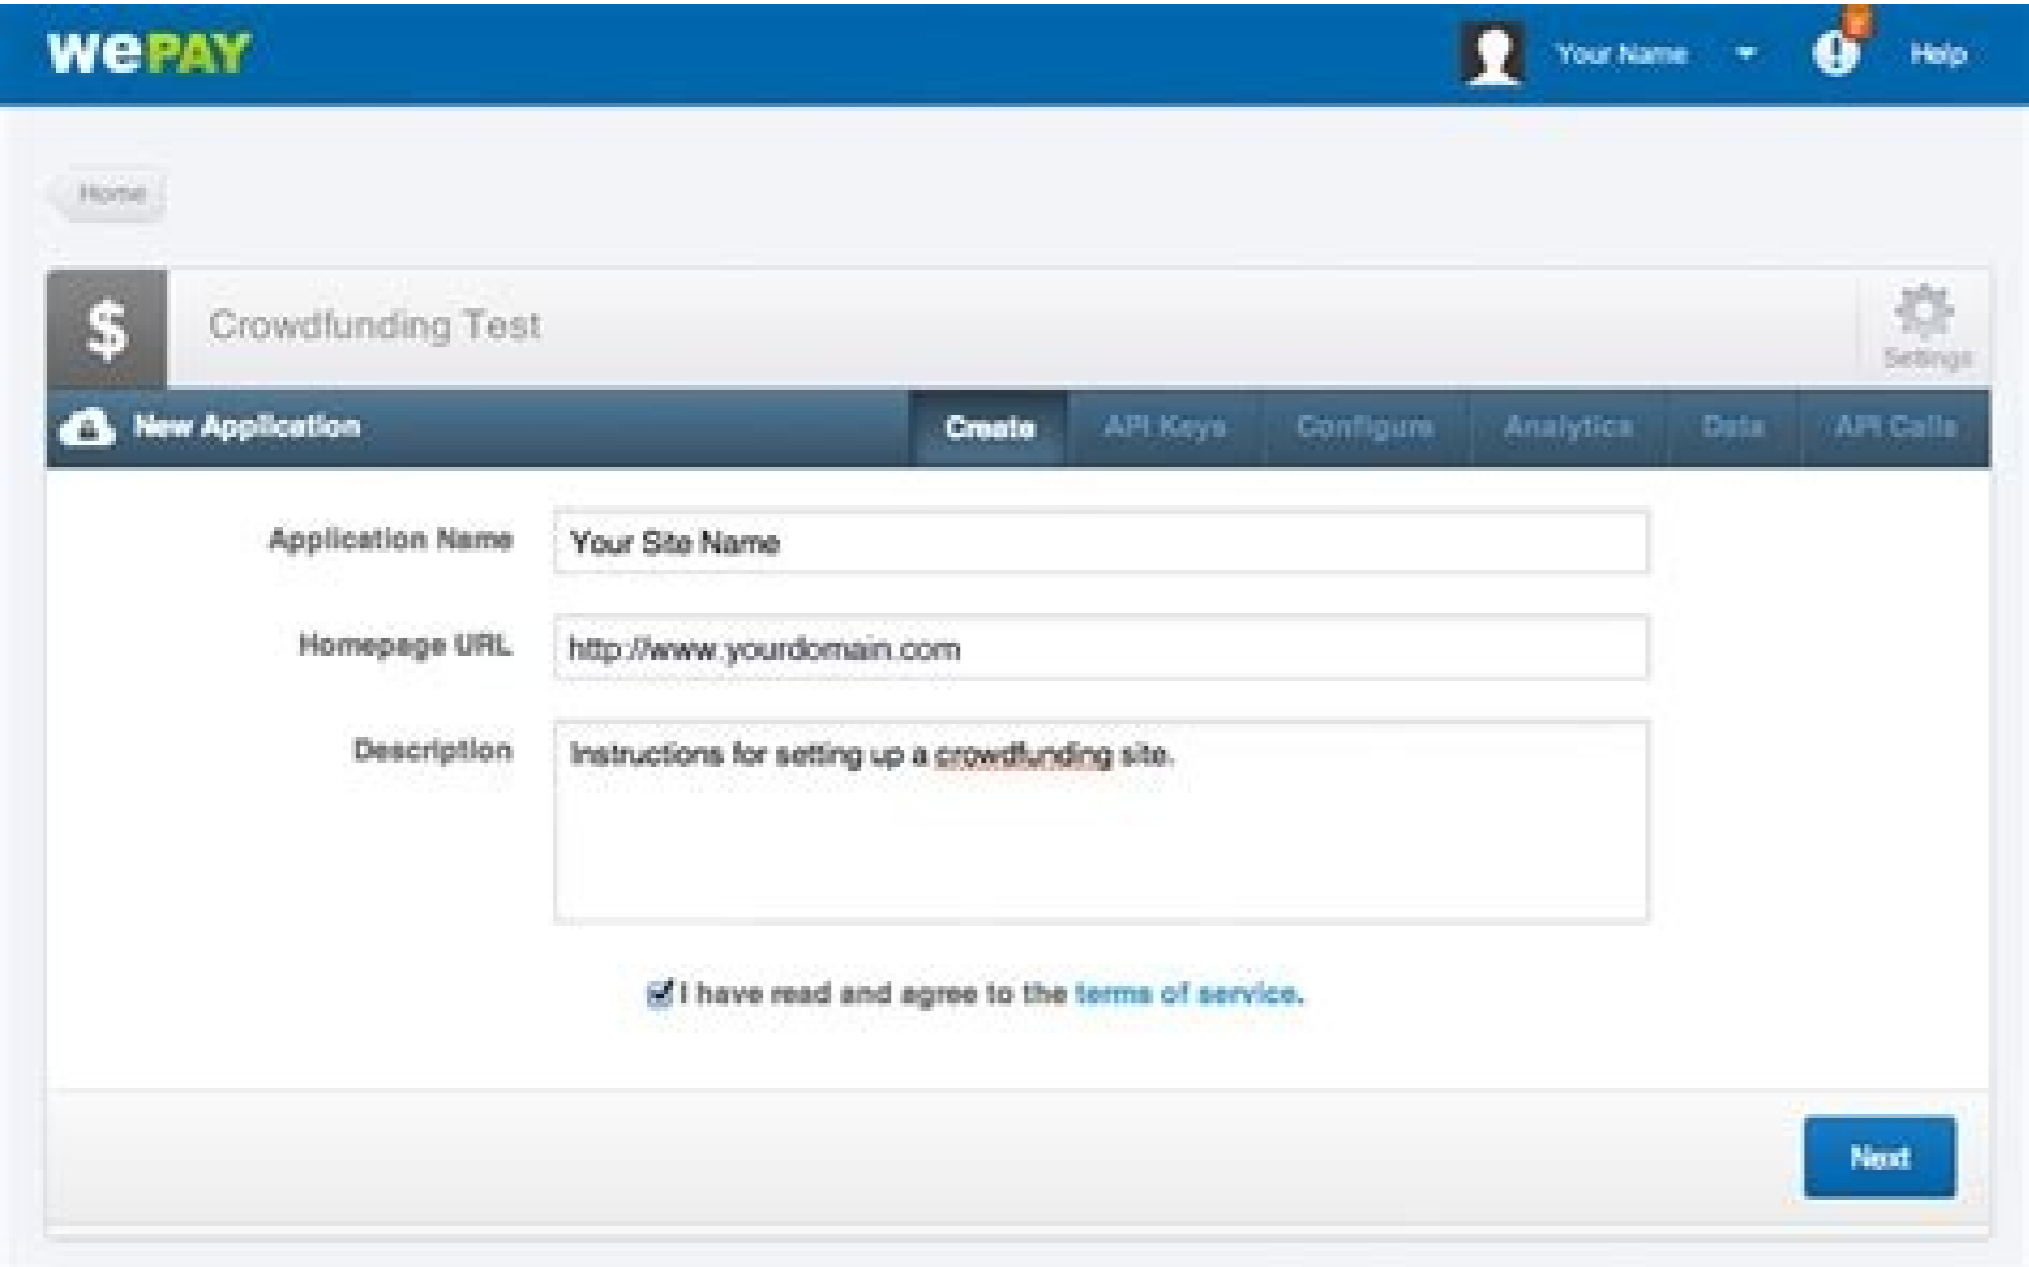 wePAY
Your Name
Help
Home
$
Crowdfunding Test
Settings
New Application
Create
API Keys
Configure
Analytics
Data
API Calls
Application Name
Your Site Name
Homepage URL
http://www.yourdomain.com
Description
Instructions for setting up a crowdfunding site.
I have read and agree to the terms of service.
Next